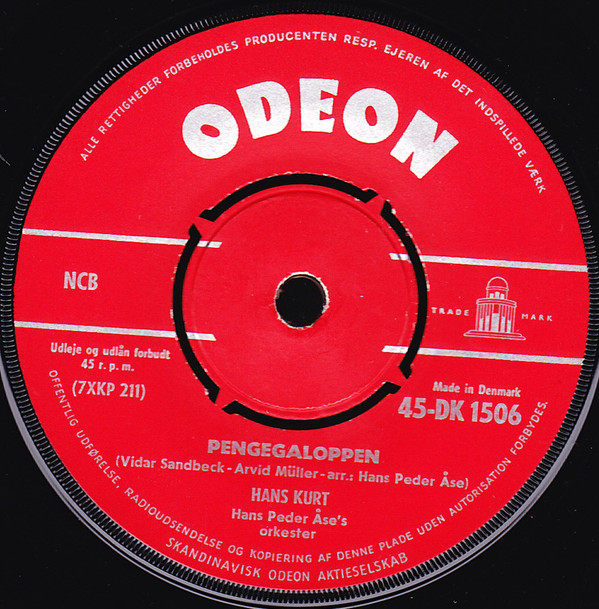 ALLE RETTIGHEDER FORBEHOLDES PRODUCENTEN RESP. EJEREN AF DET INDSPILLEDE VÆRK
ODEON
NCB
TRADE MARK
Udleje og udlån forbudt
45 r. p. m.
(7XKP 211)
Made in Denmark
45-DK 1506
PENGEGALOPPEN
(Vidar Sandbeck - Arvid Müller - arr.: Hans Peder Åse)
HANS KURT
Hans Peder Åse's
orkester
OFFENTLIG UDFØRELSE, RADIOUDSENDELSE OG KOPIERING AF DENNE PLADE UDEN AUTORISATION FORBYDES.
SKANDINAVISK ODEON AKTIESELSKAB